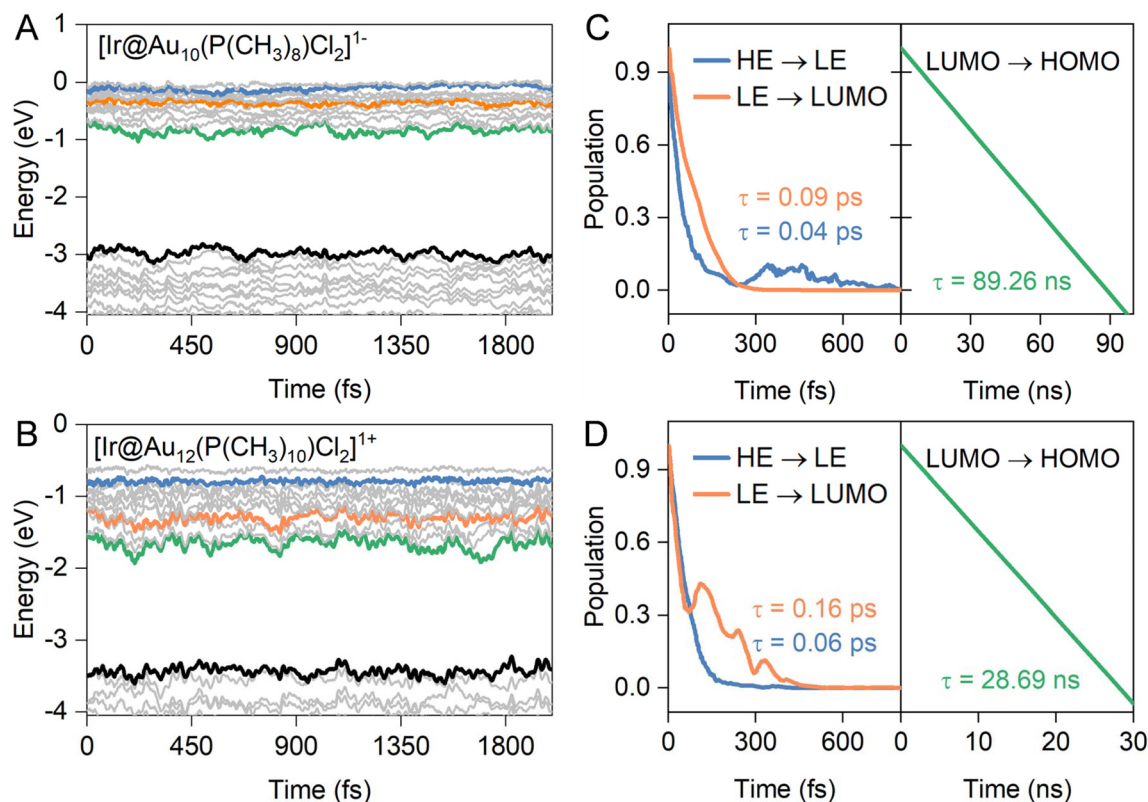 A
[Ir@Au₁₀(P(CH₃)₈)Cl₂]¹⁻
Energy (eV)
1
0
-1
-2
-3
-4
0 450 900 1350 1800
Time (fs)
B
[Ir@Au₁₂(P(CH₃)₁₀)Cl₂]¹⁺
Energy (eV)
0
-1
-2
-3
-4
0 450 900 1350 1800
Time (fs)
C
HE → LE
LE → LUMO
τ = 0.09 ps
τ = 0.04 ps
LUMO → HOMO
τ = 89.26 ns
Population
0.9
0.6
0.3
0.0
0 300 600
0 30 60 90
Time (fs)
Time (ns)
D
HE → LE
LE → LUMO
τ = 0.16 ps
τ = 0.06 ps
LUMO → HOMO
τ = 28.69 ns
Population
0.9
0.6
0.3
0.0
0 300 600
0 10 20 30
Time (fs)
Time (ns)